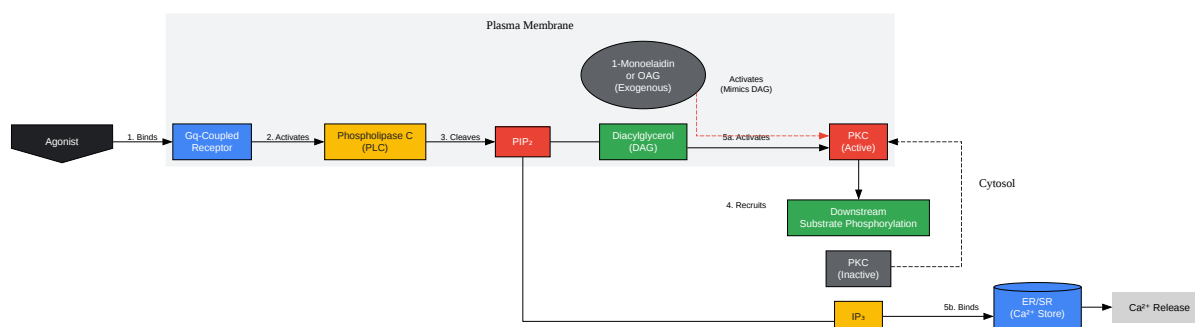 Plasma Membrane
1-Monoelaidin
or OAG
(Exogenous)
Activates
(Mimics DAG)
Agonist
1. Binds
Gq-Coupled
Receptor
2. Activates
Phospholipase C
(PLC)
3. Cleaves
PIP₂
Diacylglycerol
(DAG)
5a. Activates
PKC
(Active)
Cytosol
4. Recruits
Downstream
Substrate Phosphorylation
PKC
(Inactive)
IP₃
5b. Binds
ER/SR
(Ca²⁺ Store)
Ca²⁺ Release